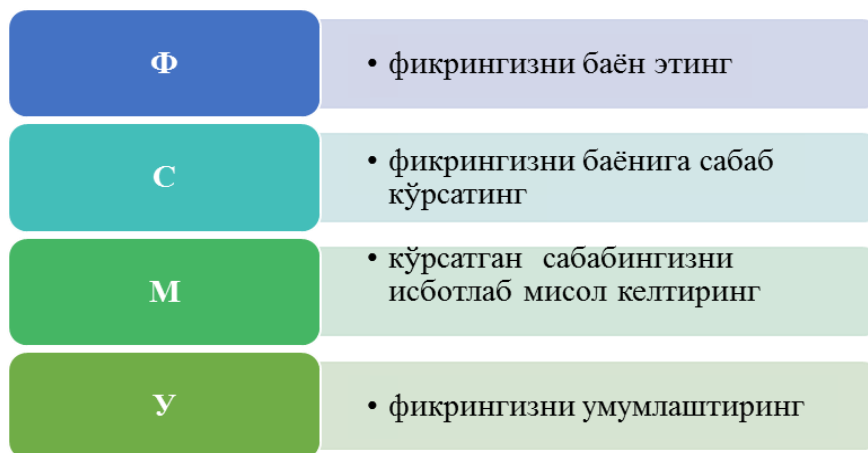 Ф
• фикрингизни баён этинг
С
• фикрингизни баёнига сабаб
кўрсатинг
М
• кўрсатган сабабингизни
исботлаб мисол келтиринг
У
• фикрингизни умумлаштиринг